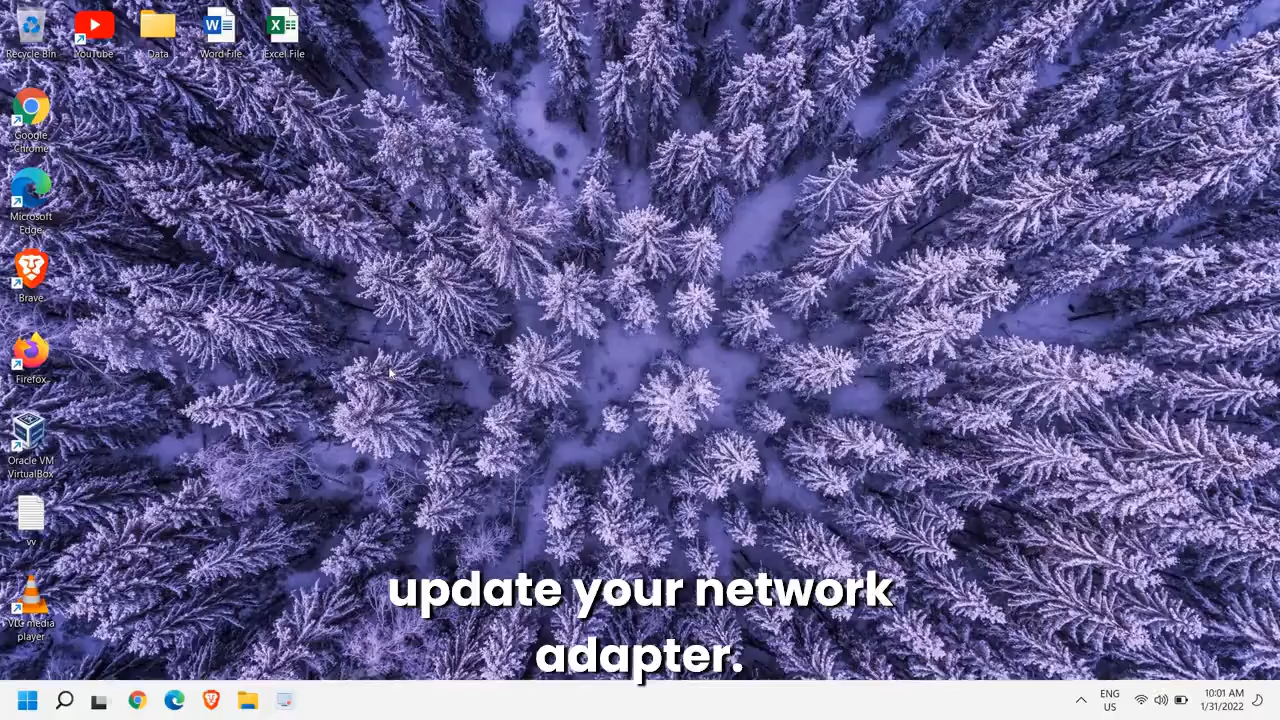 Recycle Bin
YouTube
Data
Word File
Excel File
Google
Chrome
Microsoft
Edge
Brave
Firefox
Oracle VM
VirtualBox
vv
VLC media
player
update your network
adapter.
ENG
US
10:01 AM
1/31/2022